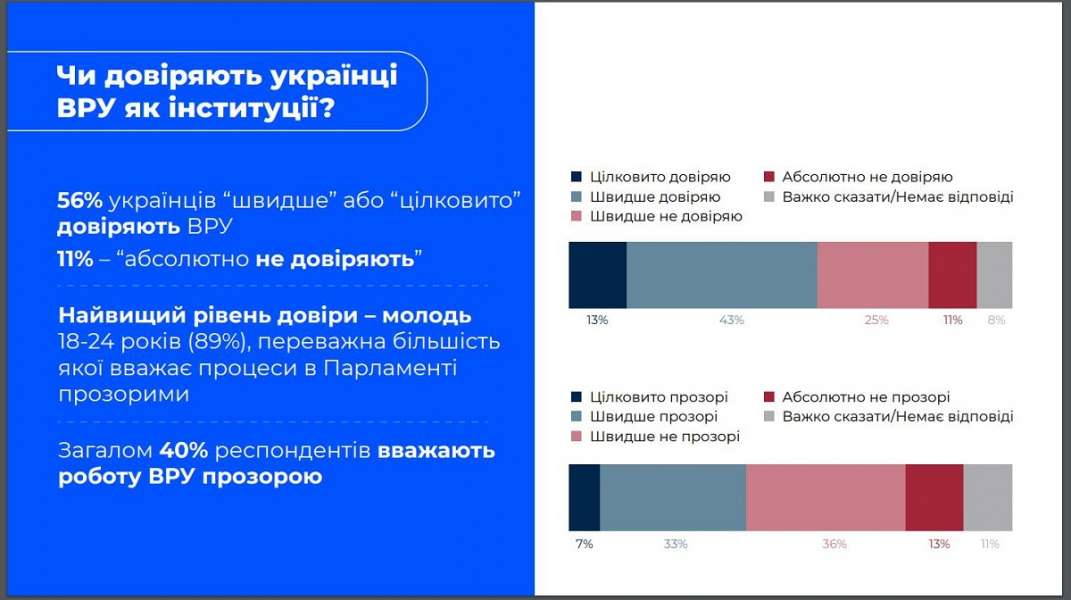 Чи довіряють українці
ВРУ як інституції?
56% українців “швидше” або “цілковито”
довіряють ВРУ
11% – “абсолютно не довіряють”
Найвищий рівень довіри – молодь
18-24 років (89%), переважна більшість
якої вважає процеси в Парламенті
прозорими
Загалом 40% респондентів вважають
роботу ВРУ прозорою
Цілковито довіряю
Швидше довіряю
Швидше не довіряю
Абсолютно не довіряю
Важко сказати/Немає відповіді
13% 43% 25% 11% 8%
Цілковито прозорі
Швидше прозорі
Швидше не прозорі
Абсолютно не прозорі
Важко сказати/Немає відповіді
7% 33% 36% 13% 11%